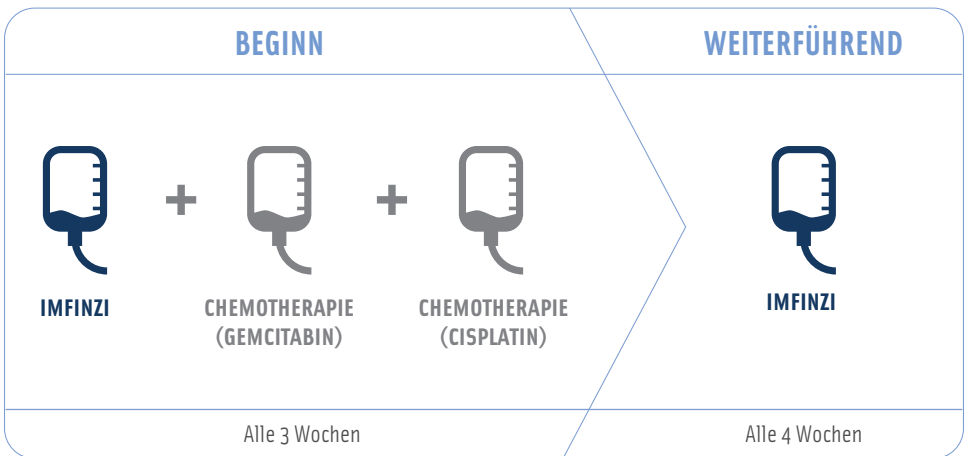 BEGINN
WEITERFÜHREND
+
+
IMFINZI
CHEMOTHERAPIE
(GEMCITABIN)
CHEMOTHERAPIE
(CISPLATIN)
IMFINZI
Alle 3 Wochen
Alle 4 Wochen